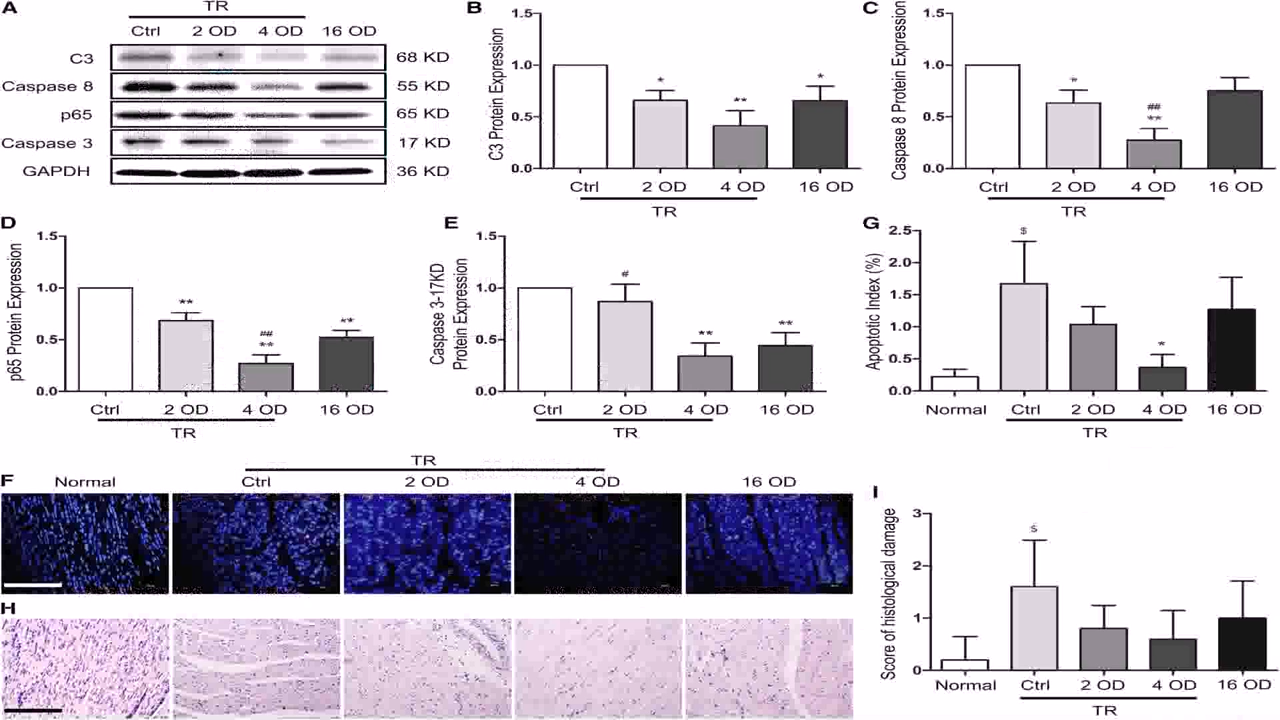 A
TR
Ctrl 2 OD 4 OD 16 OD
C3 68 KD
Caspase 8 55 KD
p65 65 KD
Caspase 3 17 KD
GAPDH 36 KD
B
C3 Protein Expression
1.5
1.0
0.5
0.0
*
**
*
Ctrl 2 OD 4 OD 16 OD
TR
C
Caspase 8 Protein Expression
1.5
1.0
0.5
0.0
*
##
**
Ctrl 2 OD 4 OD 16 OD
TR
D
p65 Protein Expression
1.5
1.0
0.5
0.0
**
##
**
**
Ctrl 2 OD 4 OD 16 OD
TR
E
Caspase 3-17KD
Protein Expression
1.5
1.0
0.5
0.0
#
**
**
Ctrl 2 OD 4 OD 16 OD
TR
G
Apoptotic Index (%)
2.5
2.0
1.5
1.0
0.5
0.0
$
*
Normal Ctrl 2 OD 4 OD 16 OD
TR
F
TR
Normal Ctrl 2 OD 4 OD 16 OD
H
I
Score of histological damage
3
2
1
0
$
Normal Ctrl 2 OD 4 OD 16 OD
TR